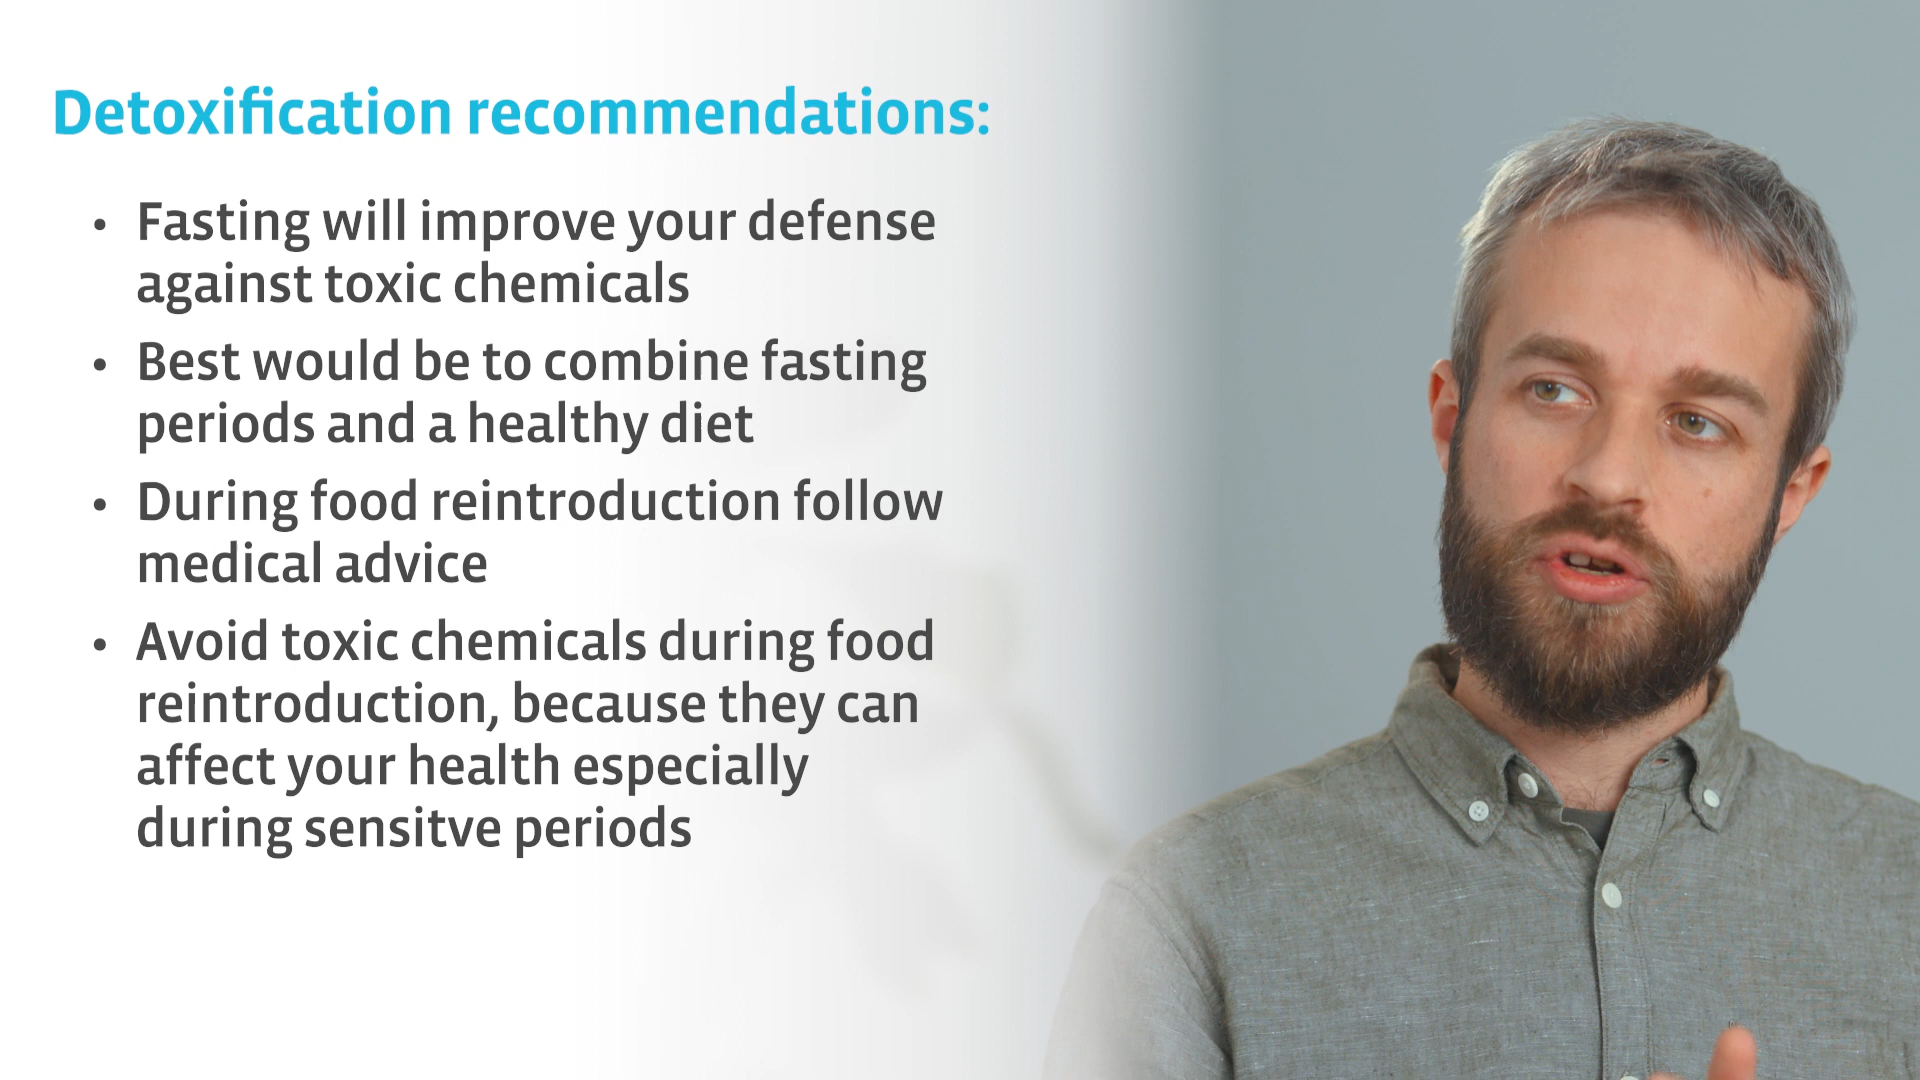 Detoxification recommendations:
• Fasting will improve your defense
against toxic chemicals
• Best would be to combine fasting
periods and a healthy diet
• During food reintroduction follow
medical advice
• Avoid toxic chemicals during food
reintroduction, because they can
affect your health especially
during sensitve periods